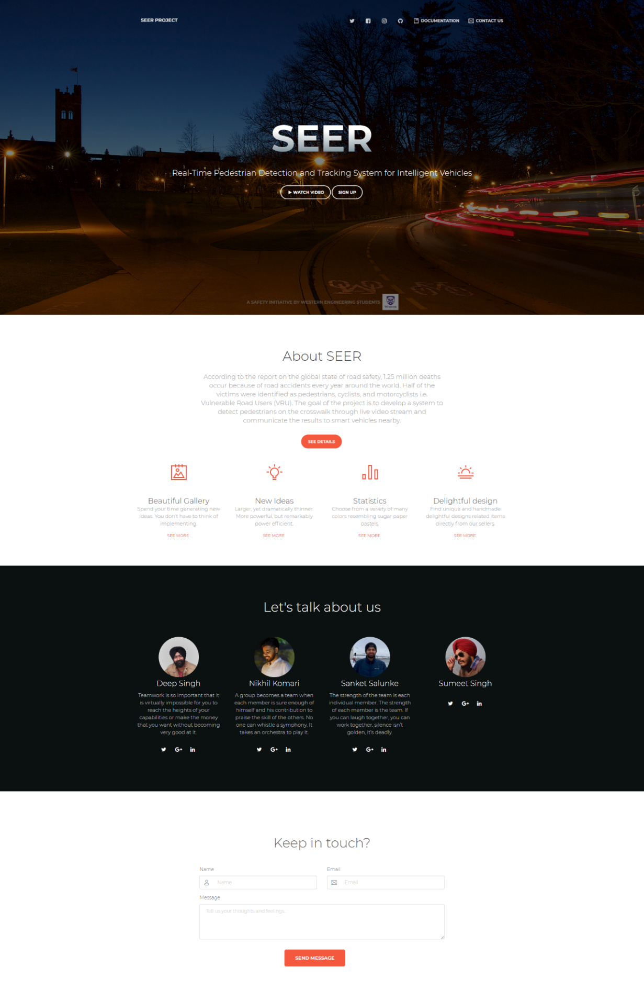 SEER PROJECT
DOCUMENTATION
CONTACT US
SEER
Real-Time Pedestrian Detection and Tracking System for Intelligent Vehicles
WATCH VIDEO
SIGN UP
A SAFETY INITIATIVE BY WESTERN ENGINEERING STUDENTS
Western
About SEER
According to the report on the global state of road safety, 1.25 million deaths
occur because of road accidents every year around the world. Half of the
victims were identified as pedestrians, cyclists, and motorcyclists i.e.
Vulnerable Road Users (VRU). The goal of the project is to develop a system to
detect pedestrians on the crosswalk through live video stream and
communicate the results to smart vehicles nearby.
SEE DETAILS
Beautiful Gallery
Spend your time generating new
ideas. You don't have to think of
implementing.
SEE MORE
New Ideas
Larger, yet dramatically thinner.
More powerful, but remarkably
power efficient.
SEE MORE
Statistics
Choose from a veriety of many
colors resembling sugar paper
pastels.
SEE MORE
Delightful design
Find unique and handmade
delightful designs related items
directly from our sellers.
SEE MORE
Let's talk about us
Deep Singh
Teamwork is so important that it
is virtually impossible for you to
reach the heights of your
capabilities or make the money
that you want without becoming
very good at it.
G+ in
Nikhil Komari
A group becomes a team when
each member is sure enough of
himself and his contribution to
praise the skill of the others. No
one can whistle a symphony. It
takes an orchestra to play it.
G+ in
Sanket Salunke
The strength of the team is each
individual member. The strength
of each member is the team. If
you can laugh together, you can
work together, silence isn't
golden, it's deadly.
G+ in
Sumeet Singh
G+ in
Keep in touch?
Name
Email
Name
Email
Message
Tell us your thoughts and feelings...
SEND MESSAGE